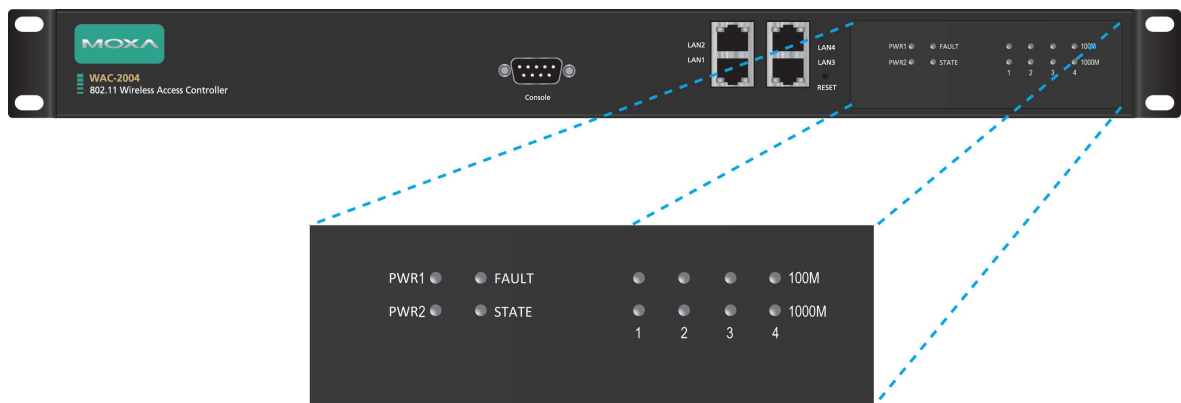 MOXA
WAC-2004
802.11 Wireless Access Controller
Console
LAN2
LAN1
LAN4
LAN3
RESET
PWR1 FAULT 100M
PWR2 STATE 1000M
1 2 3 4
PWR1 FAULT 100M
PWR2 STATE 1000M
1 2 3 4